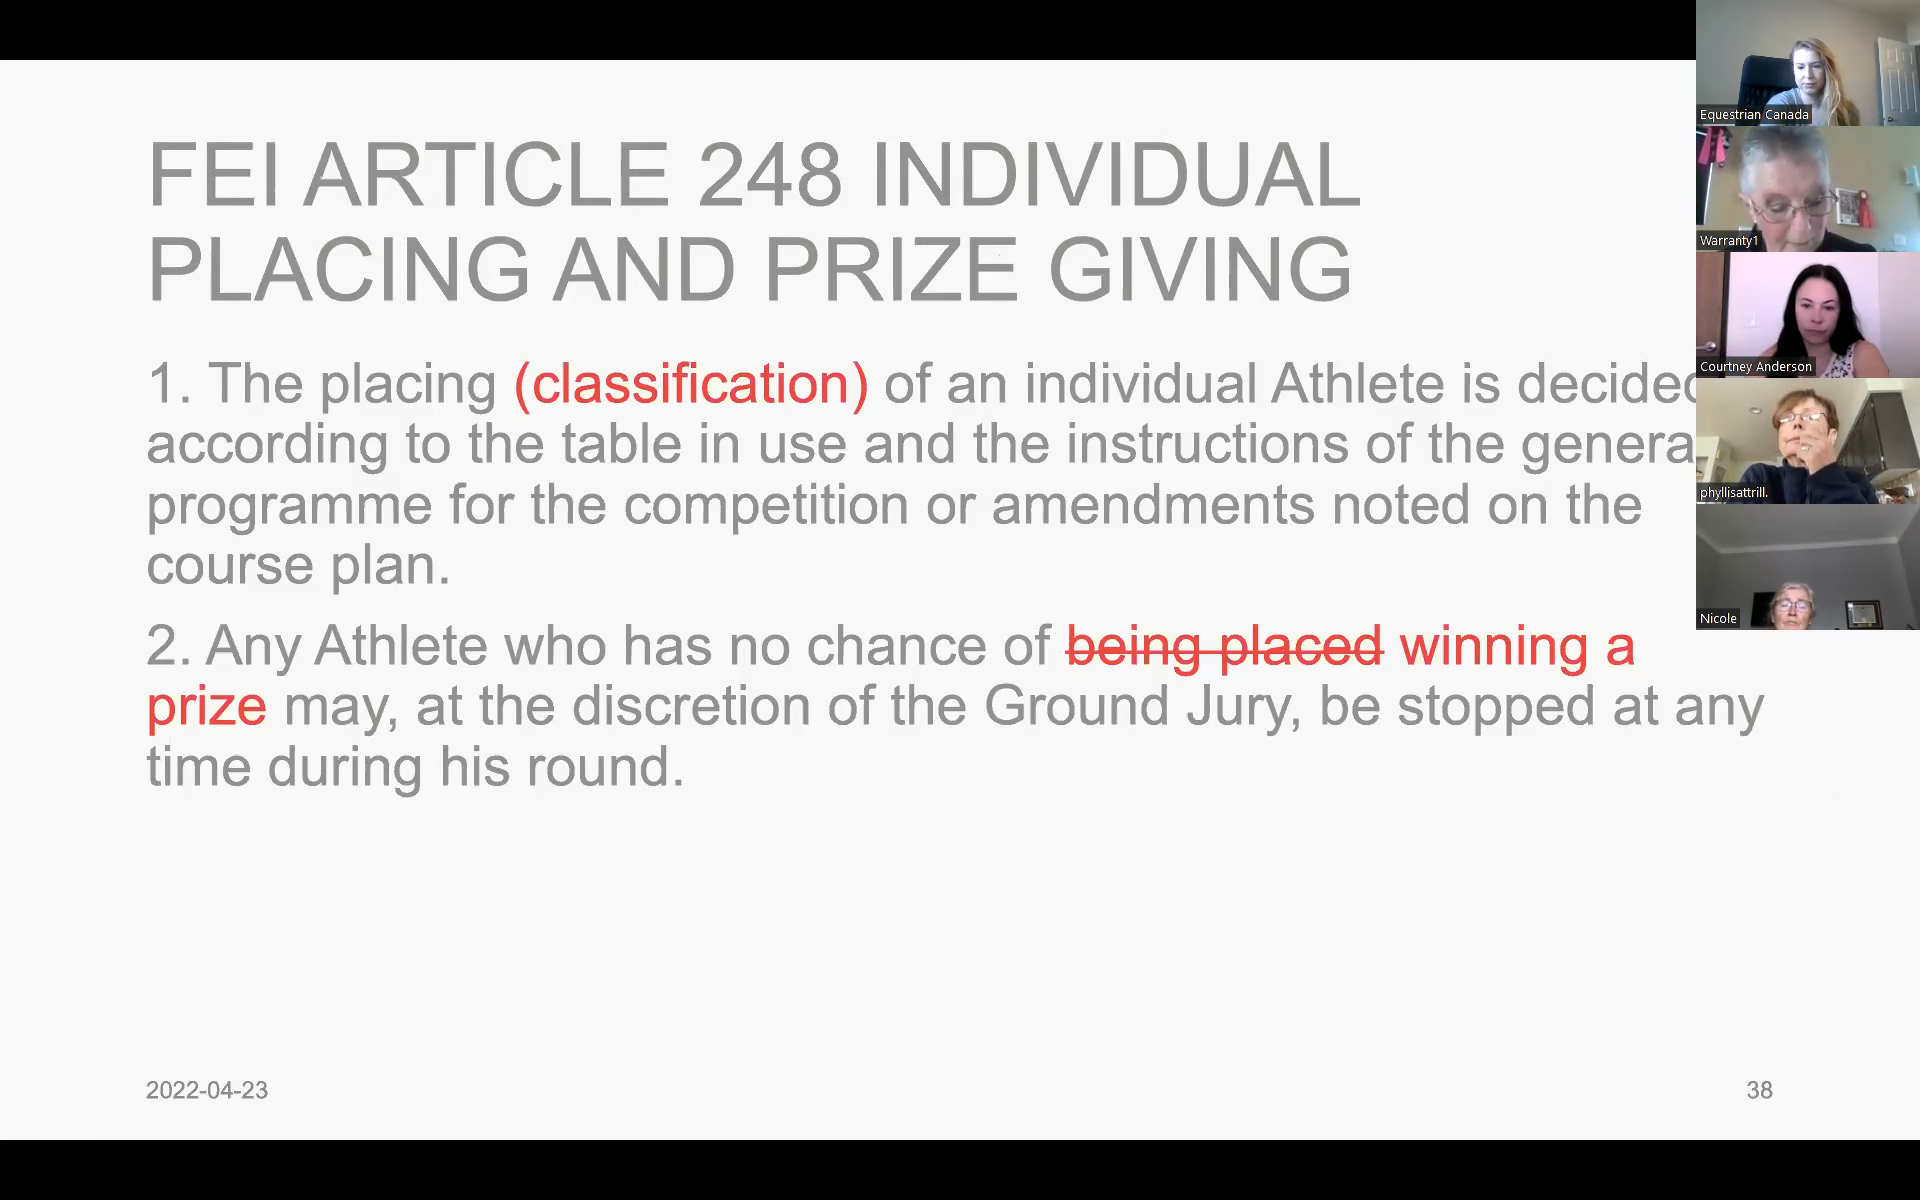 FEI ARTICLE 248 INDIVIDUAL
PLACING AND PRIZE GIVING
1. The placing (classification) of an individual Athlete is decided
according to the table in use and the instructions of the genera
programme for the competition or amendments noted on the
course plan.
2. Any Athlete who has no chance of being placed winning a
prize may, at the discretion of the Ground Jury, be stopped at any
time during his round.
2022-04-23
38
Equestrian Canada
Warranty1
Courtney Anderson
phyllisattrill.
Nicole